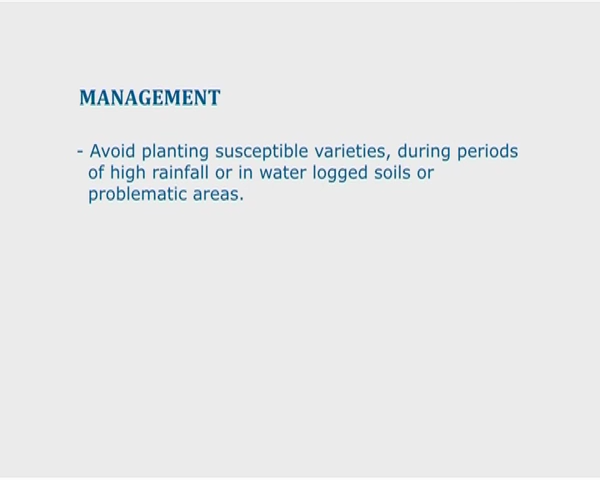 MANAGEMENT
- Avoid planting susceptible varieties, during periods
of high rainfall or in water logged soils or
problematic areas.